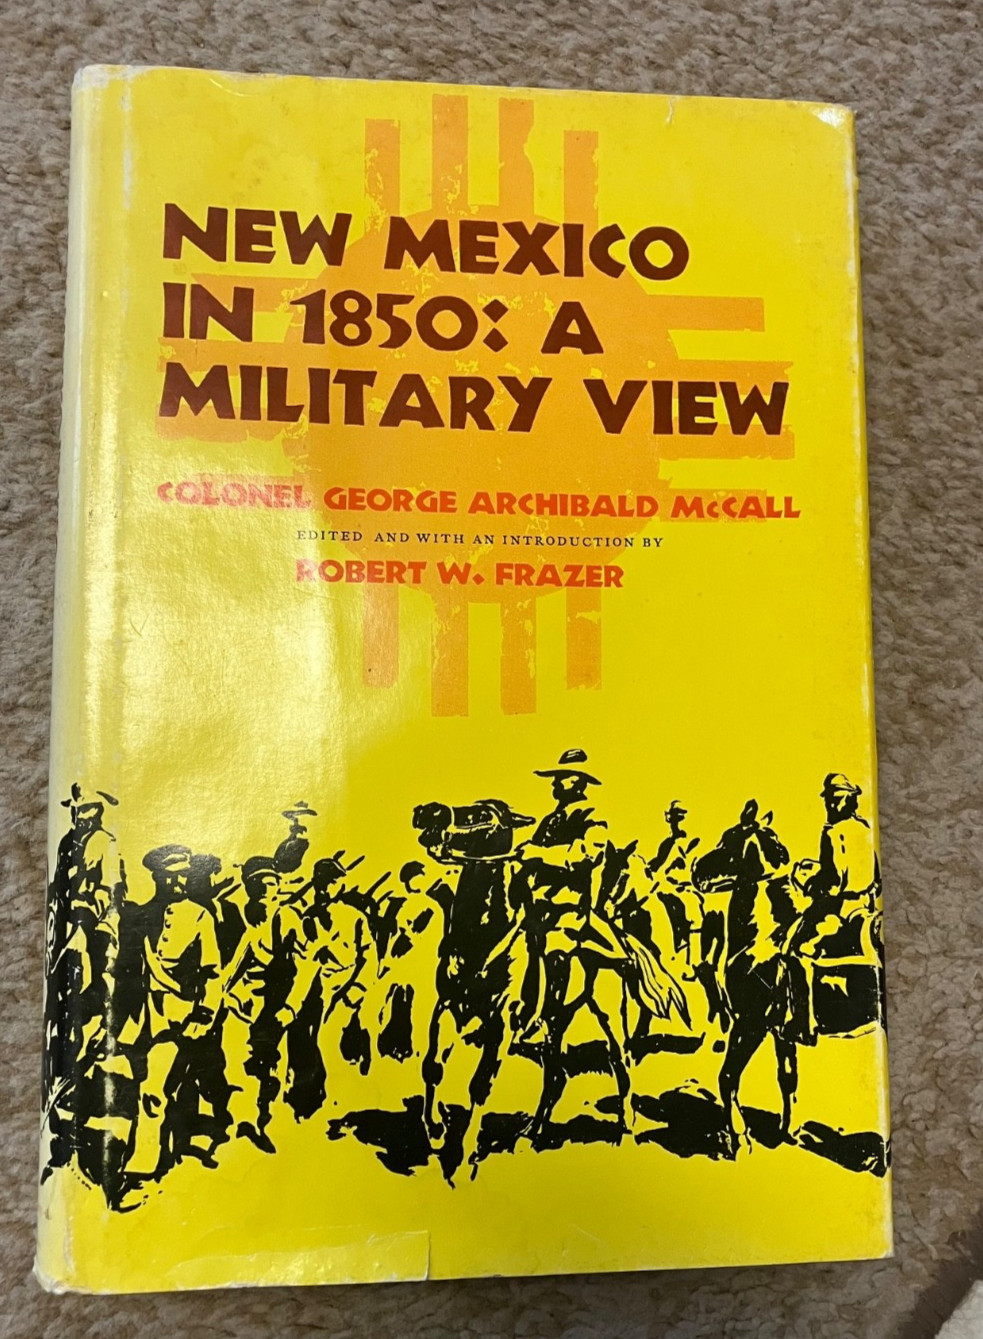 NEW MEXICO
IN 1850: A
MILITARY VIEW
COLONEL GEORGE ARCHIBALD McCALL
EDITED AND WITH AN INTRODUCTION BY
ROBERT W. FRAZER